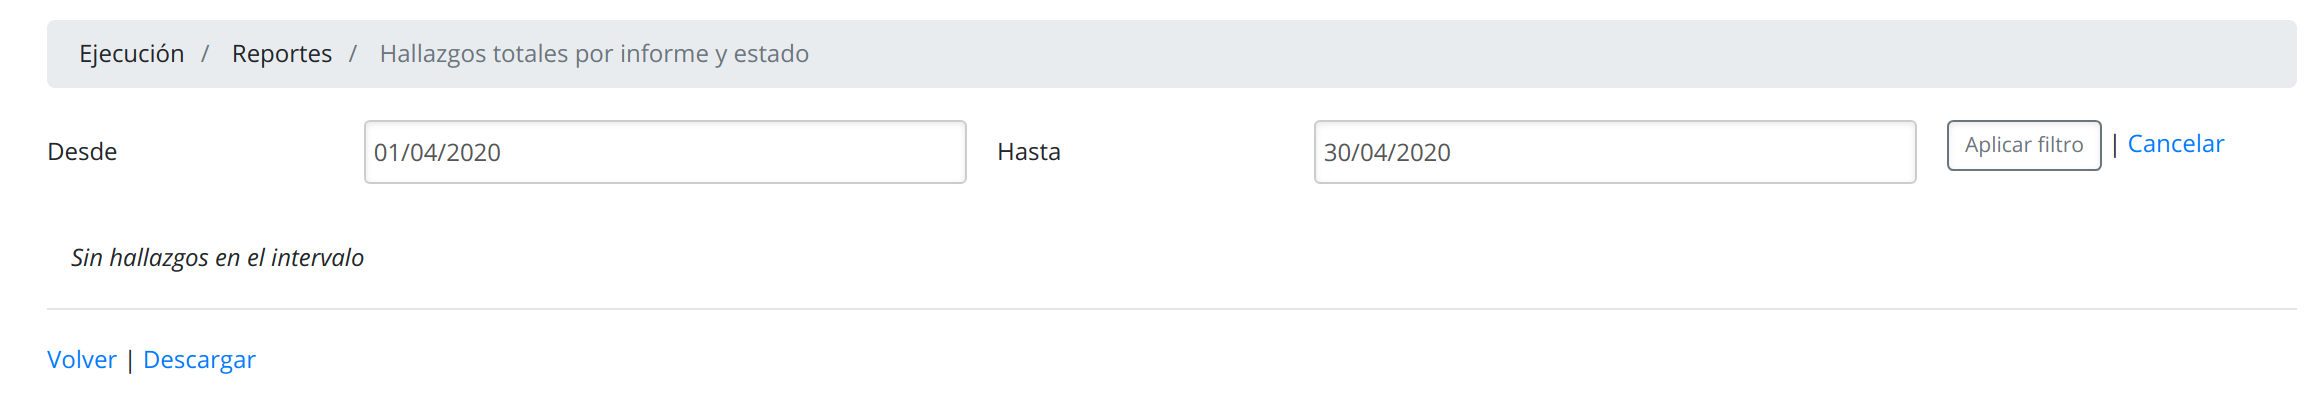 Ejecución / Reportes / Hallazgos totales por informe y estado
Desde 01/04/2020 Hasta 30/04/2020 Aplicar filtro | Cancelar
Sin hallazgos en el intervalo
Volver | Descargar